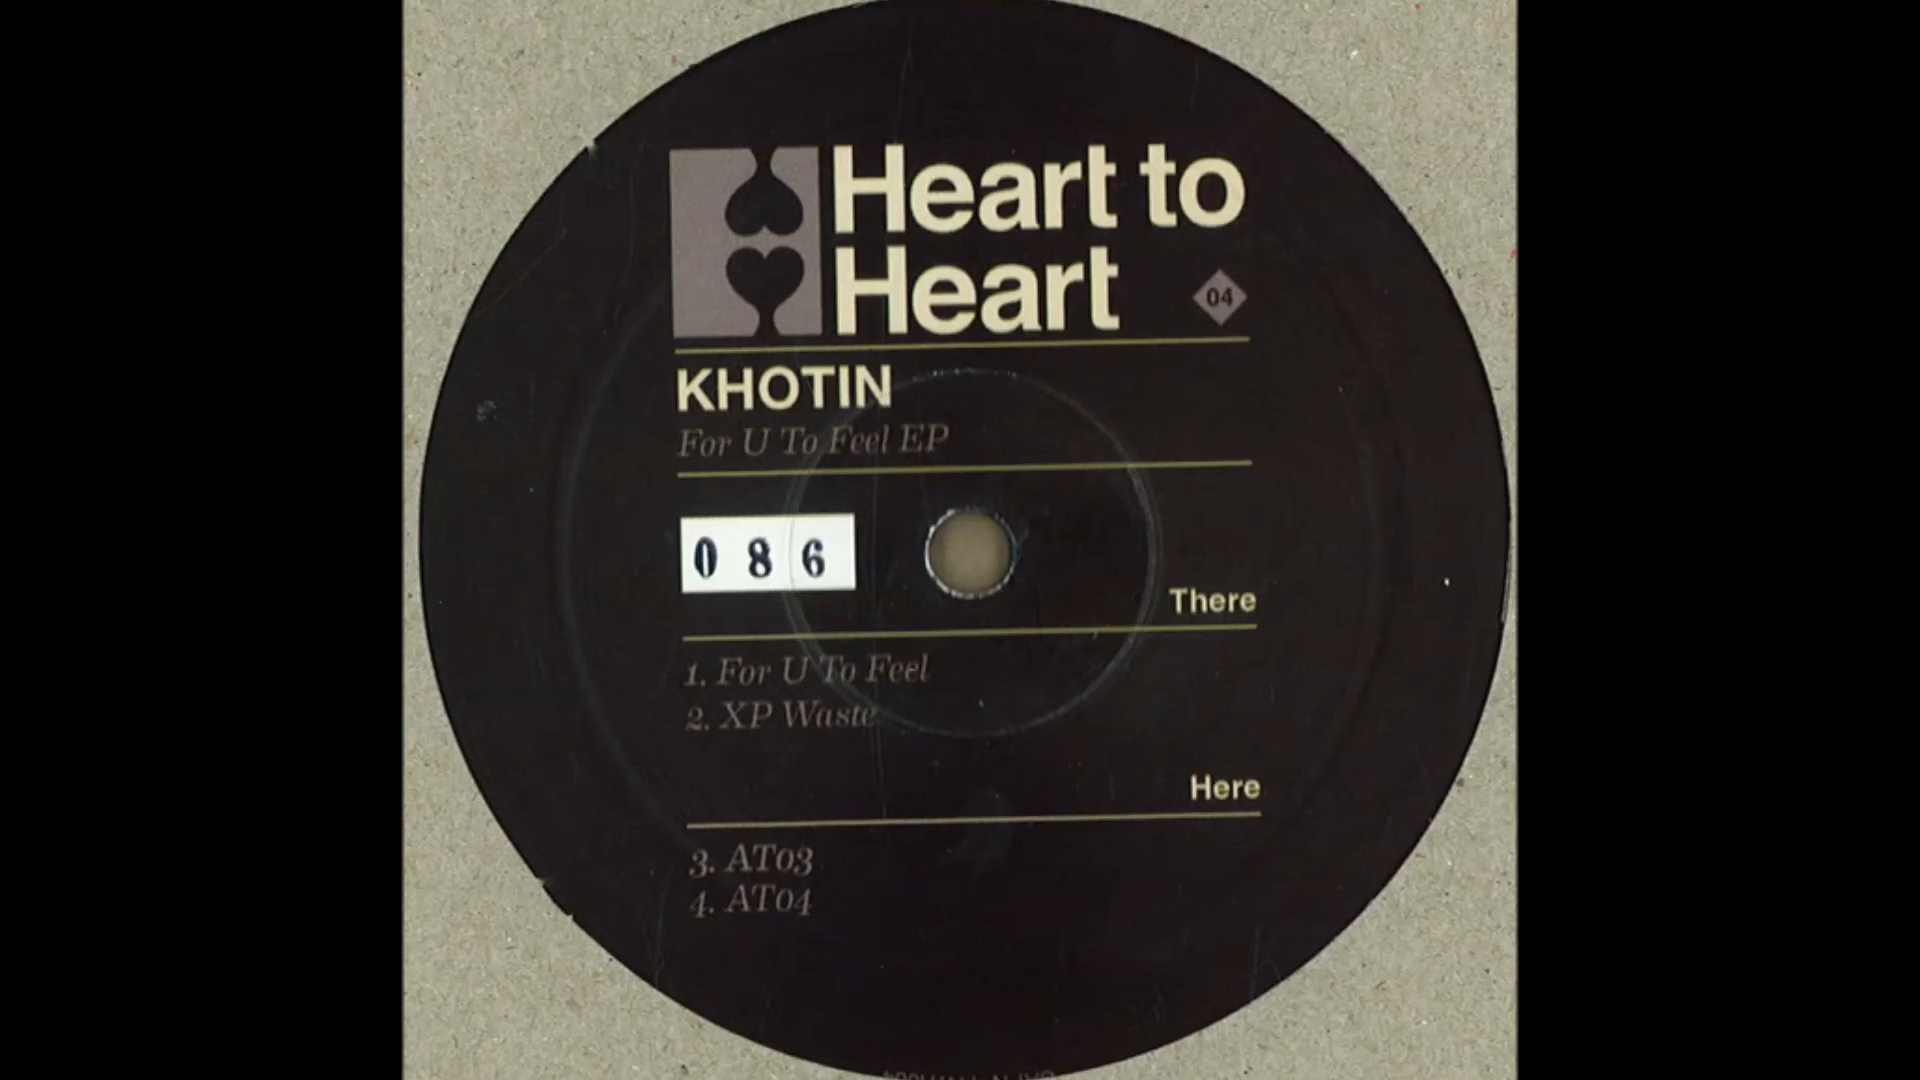 Heart to
Heart
04
KHOTIN
For U To Feel EP
0 8 6
There
1. For U To Feel
2. XP Waste
Here
3. AT03
4. AT04